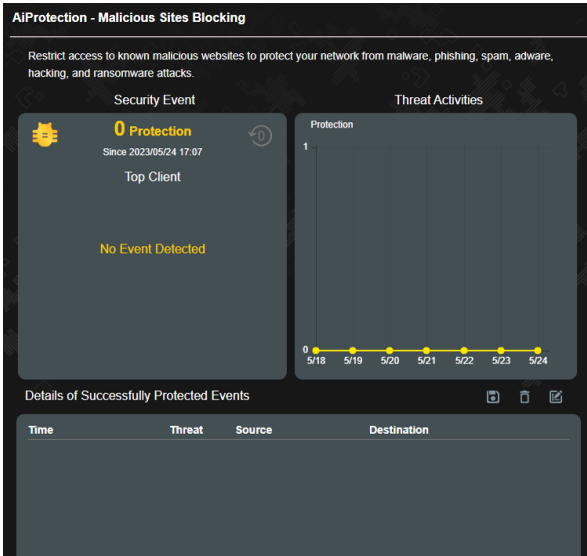 AiProtection - Malicious Sites Blocking
Restrict access to known malicious websites to protect your network from malware, phishing, spam, adware,
hacking, and ransomware attacks.
Security Event
0 Protection
0
Since 2023/05/24 17:07
Top Client
No Event Detected
Threat Activities
Protection
1
0
5/18 5/19 5/20 5/21 5/22 5/23 5/24
Details of Successfully Protected Events
Time Threat Source Destination